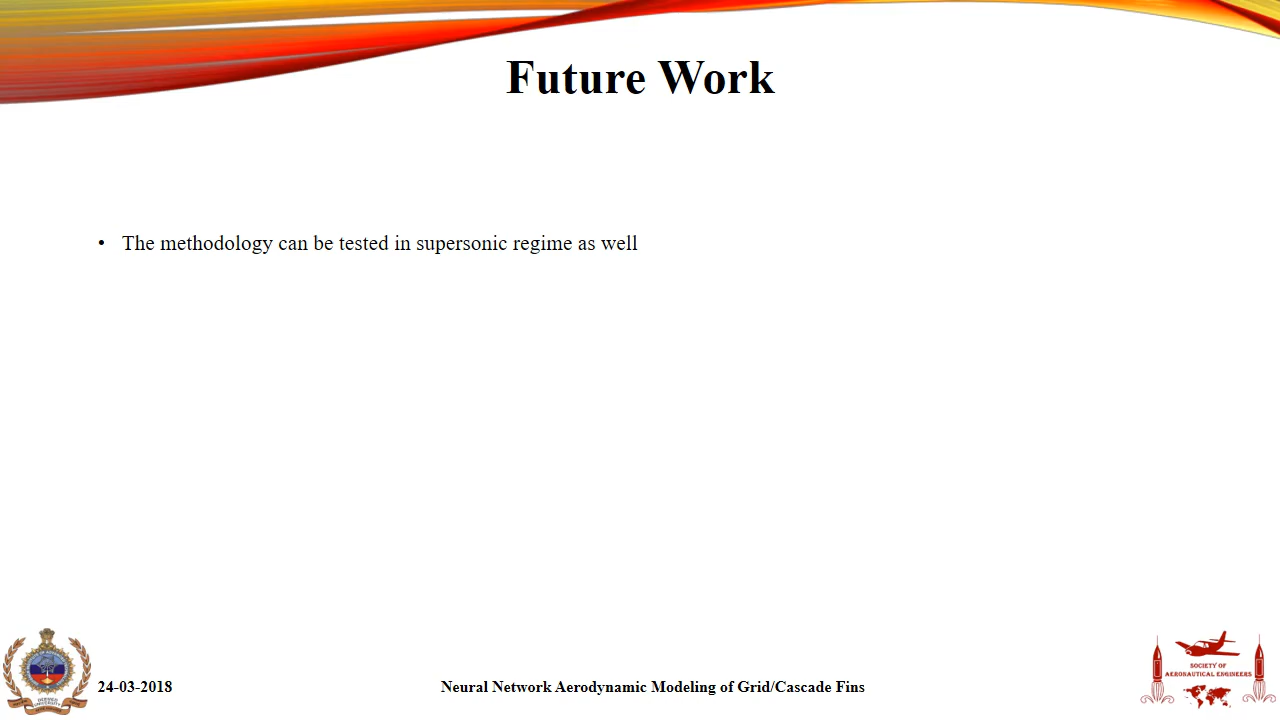 Future Work
• The methodology can be tested in supersonic regime as well
24-03-2018
Neural Network Aerodynamic Modeling of Grid/Cascade Fins
SOCIETY OF
AERONAUTICAL ENGINEERS